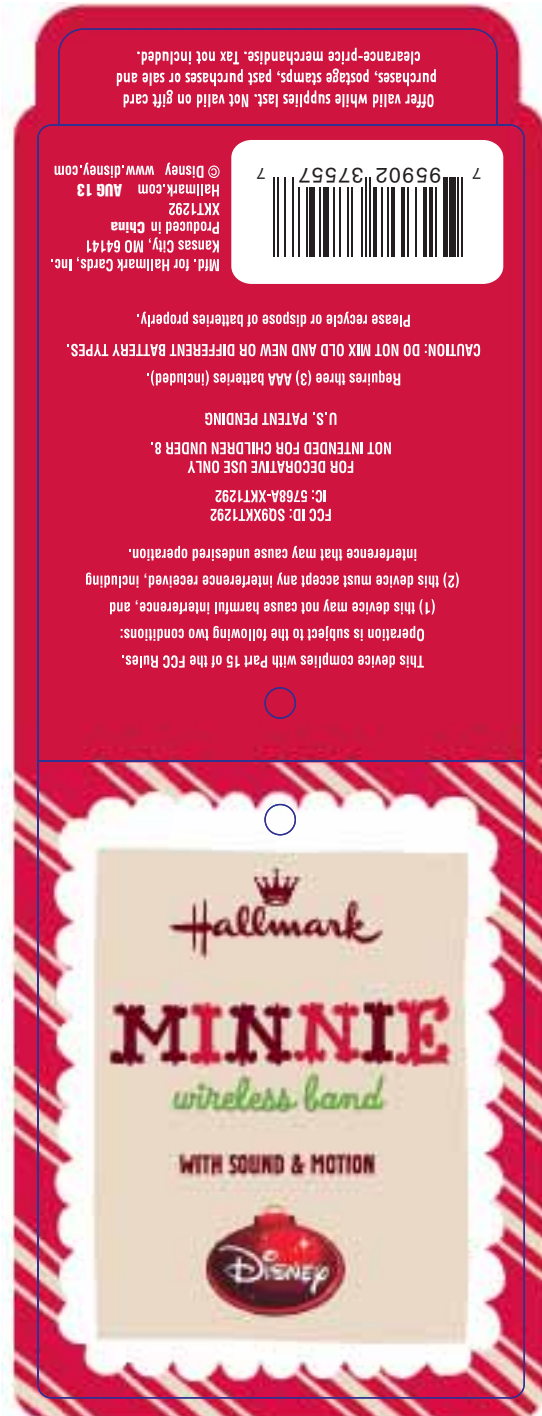 Hallmark
MINNIE
wireless band
WITH SOUND & MOTION
Disney
This device complies with Part 15 of the FCC Rules.
Operation is subject to the following two conditions:
(1) this device may not cause harmful interference, and
(2) this device must accept any interference received, including
interference that may cause undesired operation.
FCC ID: SQ9XKT1292
IC: 5768A-XKT1292
FOR DECORATIVE USE ONLY
NOT INTENDED FOR CHILDREN UNDER 8.
U.S. PATENT PENDING
Requires three (3) AAA batteries (included).
CAUTION: DO NOT MIX OLD AND NEW OR DIFFERENT BATTERY TYPES.
Please recycle or dispose of batteries properly.
7 95902 37557 7
Mfd. for Hallmark Cards, Inc.
Kansas City, MO 64141
Produced in China
XKT1292
Hallmark.com AUG 13
© Disney www.disney.com
Offer valid while supplies last. Not valid on gift card
purchases, postage stamps, past purchases or sale and
clearance-price merchandise. Tax not included.